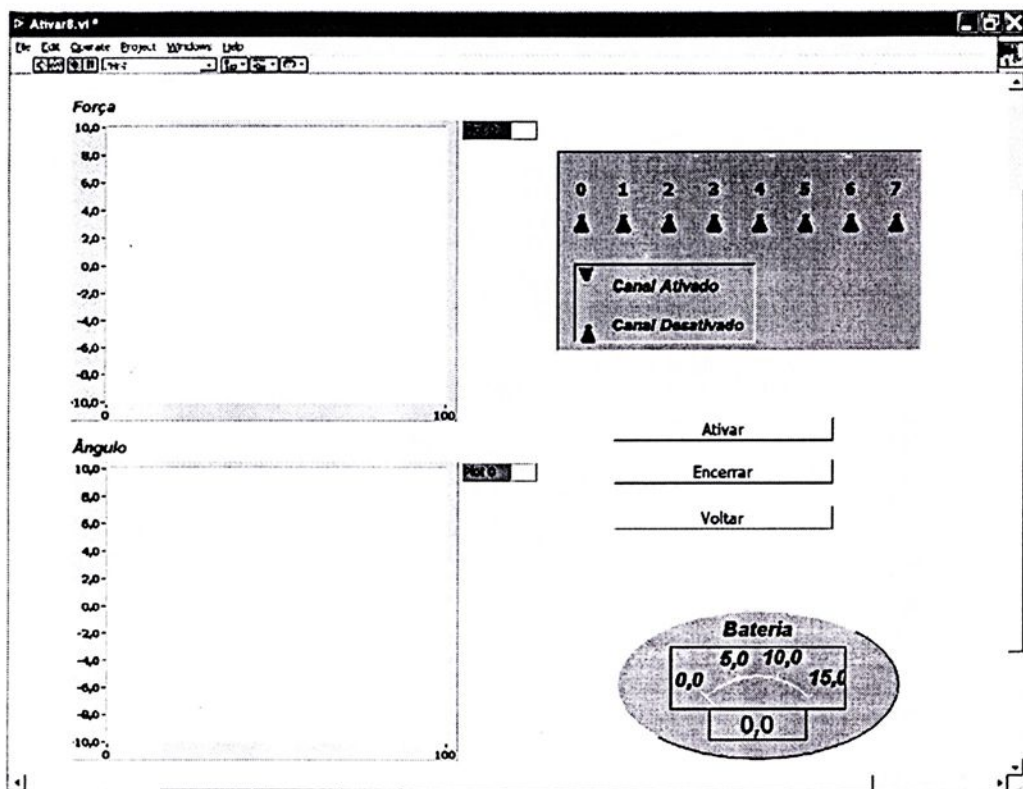 Ativar8.vi *
File Edit Operate Project Windows Help
Força
10,0
8,0
6,0
4,0
2,0
0,0
-2,0
-4,0
-6,0
-8,0
-10,0
0 100
0 1 2 3 4 5 6 7
Canal Ativado
Canal Desativado
Ângulo
10,0
8,0
6,0
4,0
2,0
0,0
-2,0
-4,0
-6,0
-8,0
-10,0
0 100
Plot 0
Ativar
Encerrar
Voltar
Bateria
0,0 5,0 10,0 15,0
0,0